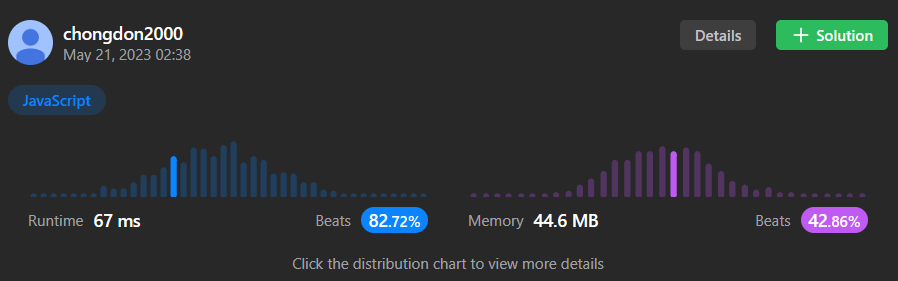 chongdon2000
May 21, 2023 02:38
Details
+ Solution
JavaScript
Runtime 67 ms Beats 82.72%
Memory 44.6 MB Beats 42.86%
Click the distribution chart to view more details